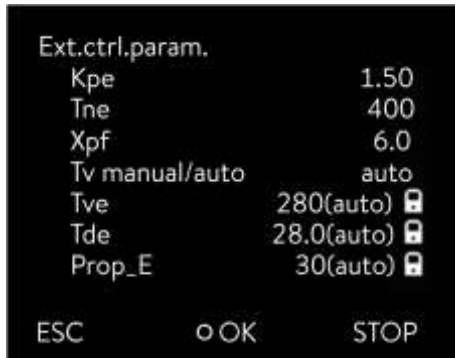 Ext.ctrl.param.
Kpe 1.50
Tne 400
Xpf 6.0
Tv manual/auto auto
Tve 280(auto)
Tde 28.0(auto)
Prop_E 30(auto)
ESC OK STOP